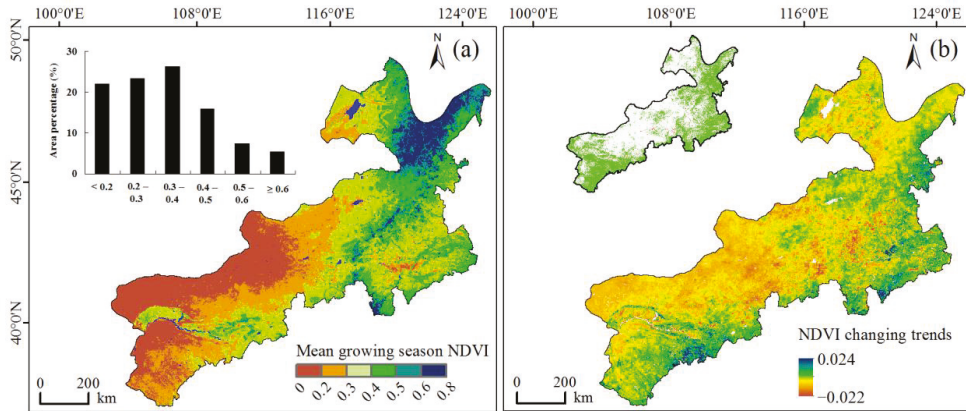 100°0'E 108°0'E 116°0'E 124°0'E 100°0'E 108°0'E 116°0'E 124°0'E
50°0'N
45°0'N
40°0'N
N
(a)
Area percentage (%)
30
20
10
0
< 0.2
0.2 – 0.3
0.3 – 0.4
0.4 – 0.5
0.5 – 0.6
≥ 0.6
Mean growing season NDVI
0 0.2 0.3 0.4 0.5 0.6 0.8
0 200
km
N
(b)
NDVI changing trends
0.024
−0.022
0 200
km